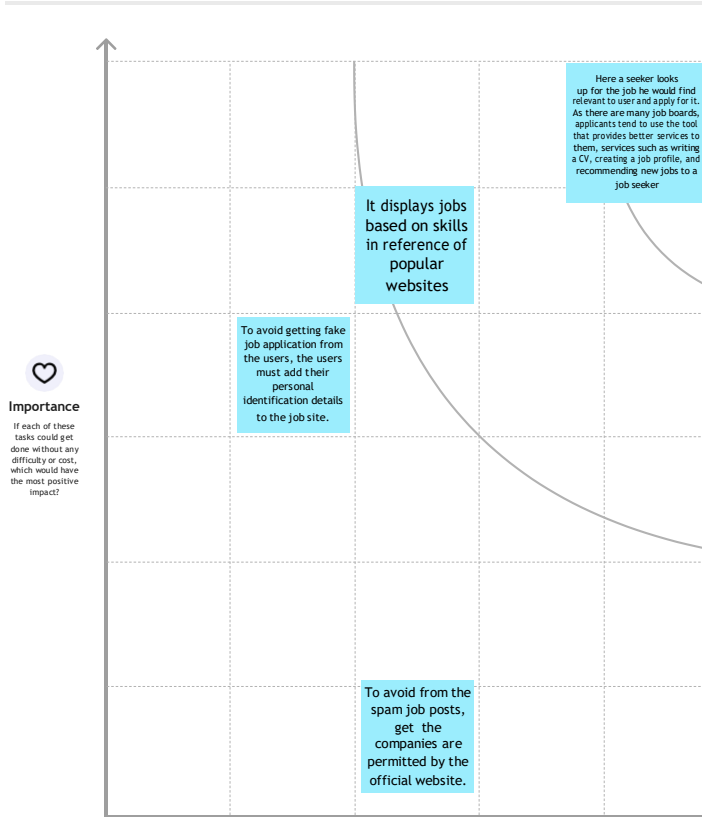 Here a seeker looks
up for the job he would find
relevant to user and apply for it.
As there are many job boards,
applicants tend to use the tool
that provides better services to
them, services such as writing
a CV, creating a job profile, and
recommending new jobs to a
job seeker
It displays jobs
based on skills
in reference of
popular
websites
To avoid getting fake
job application from
the users, the users
must add their
personal
identification details
to the job site.
Importance
If each of these
tasks could get
done without any
difficulty or cost,
which would have
the most positive
impact?
To avoid from the
spam job posts,
get the
companies are
permitted by the
official website.